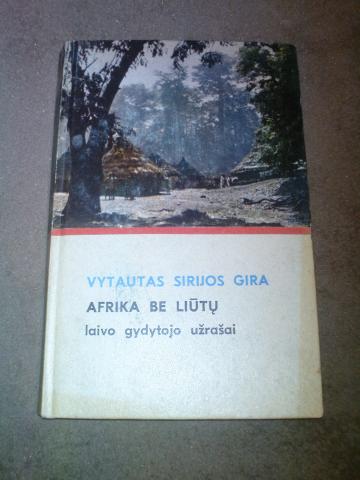 VYTAUTAS SIRIJOS GIRA
AFRIKA BE LIŪTŲ
laivo gydytojo užrašai